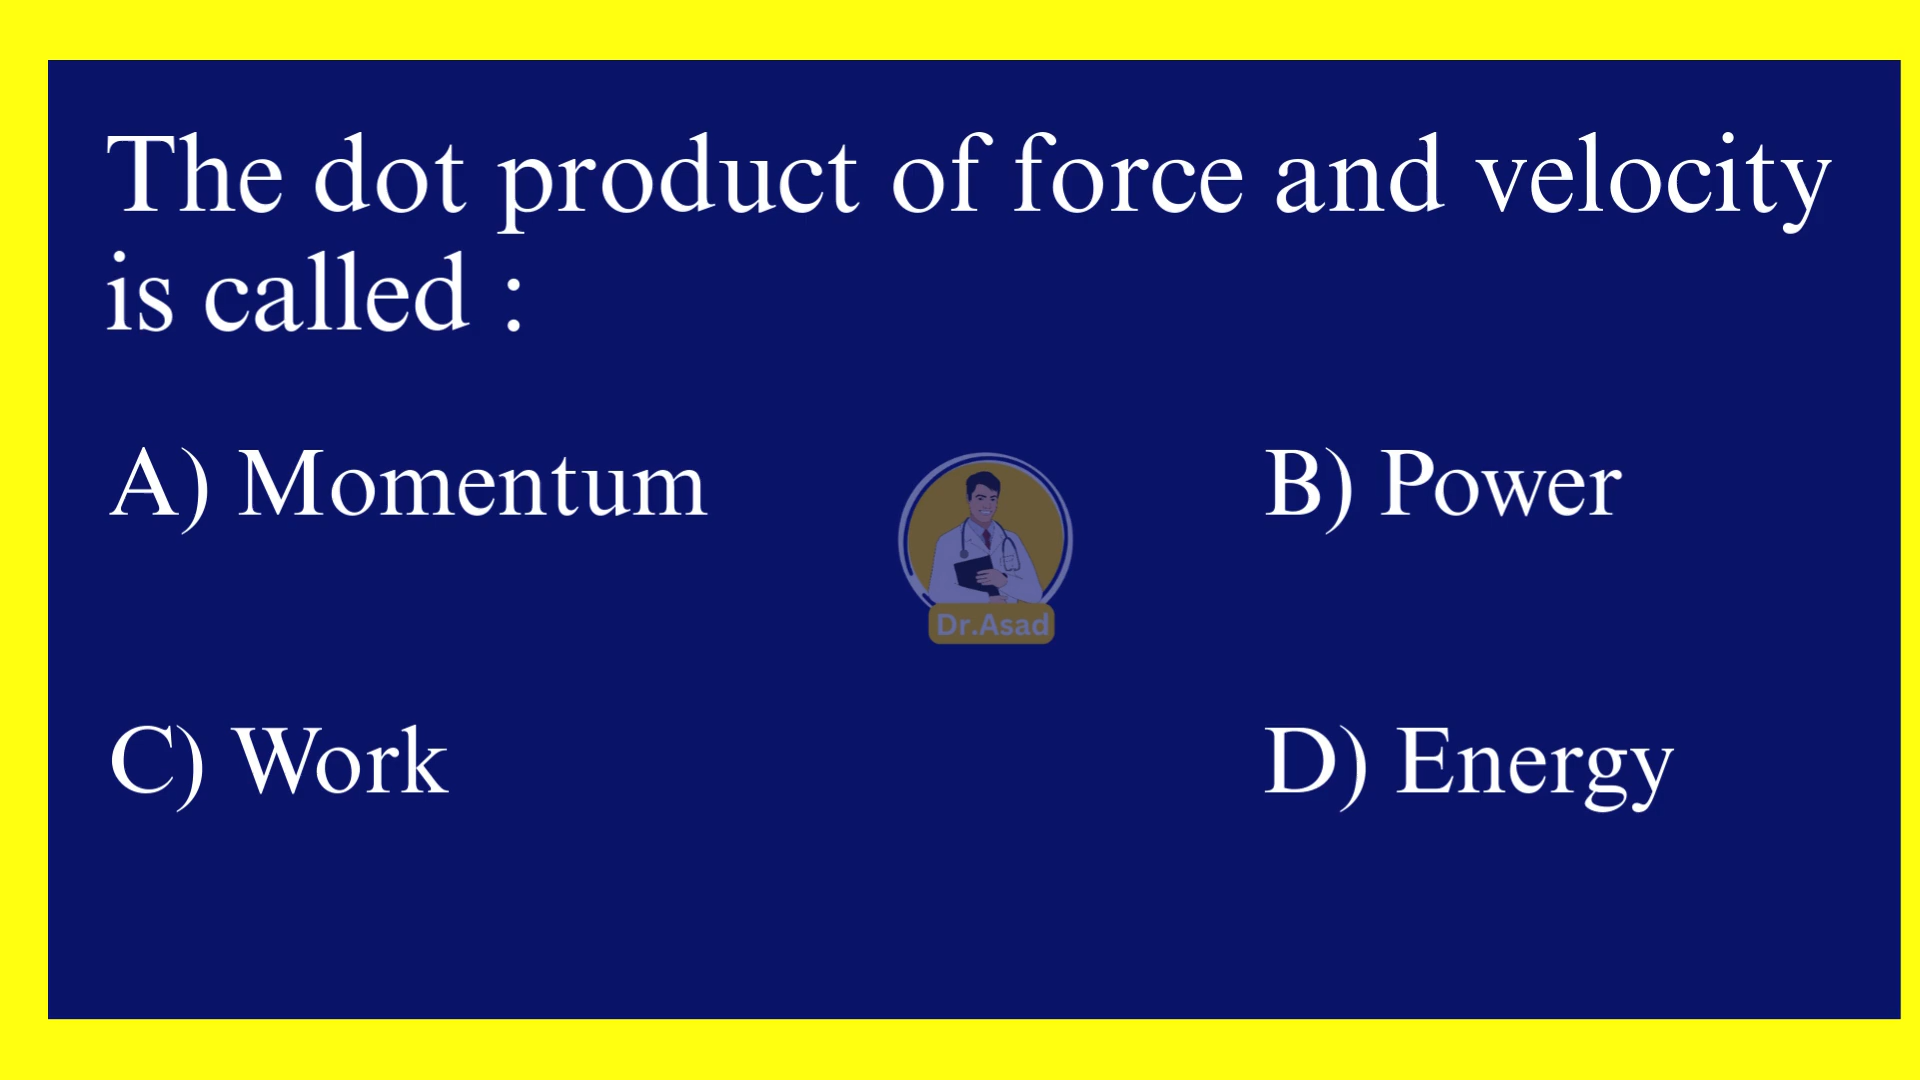 The dot product of force and velocity
is called :
A) Momentum
B) Power
Dr.Asad
C) Work
D) Energy